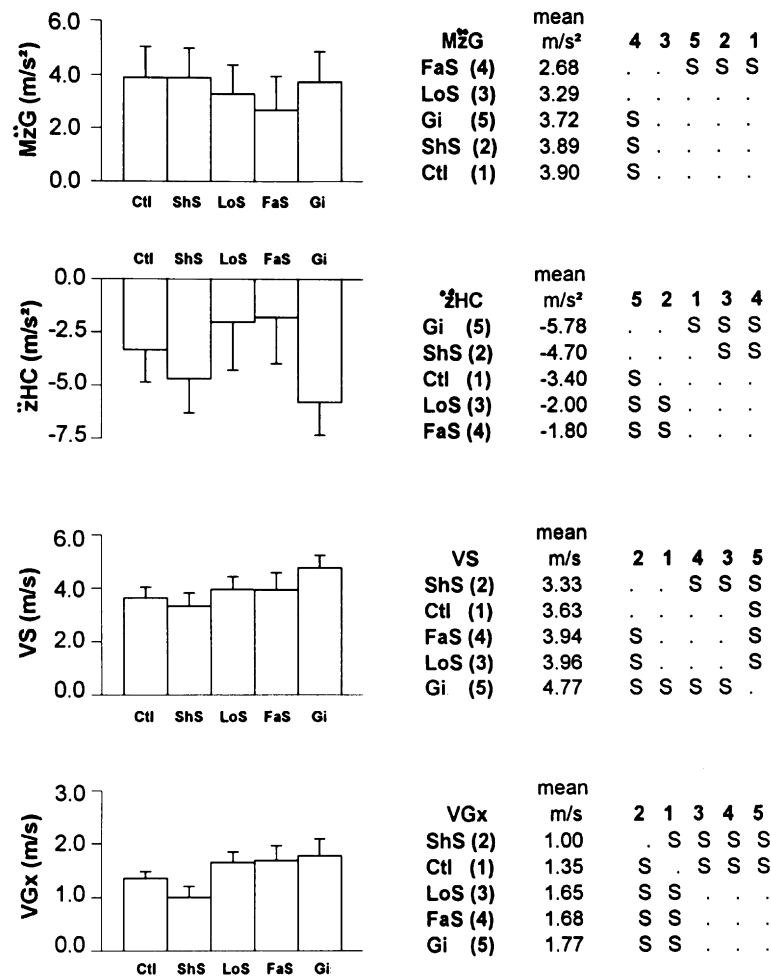 Mz̈G (m/s²)
6.0
4.0
2.0
0.0
Ctl ShS LoS FaS Gi
mean
Mz̈G m/s² 4 3 5 2 1
FaS (4) 2.68 . . S S S
LoS (3) 3.29 . . . . .
Gi (5) 3.72 S . . . .
ShS (2) 3.89 S . . . .
Ctl (1) 3.90 S . . . .
z̈HC (m/s²)
Ctl ShS LoS FaS Gi
0.0
-2.5
-5.0
-7.5
mean
z̈HC m/s² 5 2 1 3 4
Gi (5) -5.78 . . S S S
ShS (2) -4.70 . . . S S
Ctl (1) -3.40 S . . . .
LoS (3) -2.00 S S . . .
FaS (4) -1.80 S S . . .
VS (m/s)
6.0
4.0
2.0
0.0
Ctl ShS LoS FaS Gi
mean
VS m/s 2 1 4 3 5
ShS (2) 3.33 . . S S S
Ctl (1) 3.63 . . . . S
FaS (4) 3.94 S . . . S
LoS (3) 3.96 S . . . S
Gi (5) 4.77 S S S S .
VGx (m/s)
3.0
2.0
1.0
0.0
Ctl ShS LoS FaS Gi
mean
VGx m/s 2 1 3 4 5
ShS (2) 1.00 . S S S S
Ctl (1) 1.35 S . S S S
LoS (3) 1.65 S S . . .
FaS (4) 1.68 S S . . .
Gi (5) 1.77 S S . . .